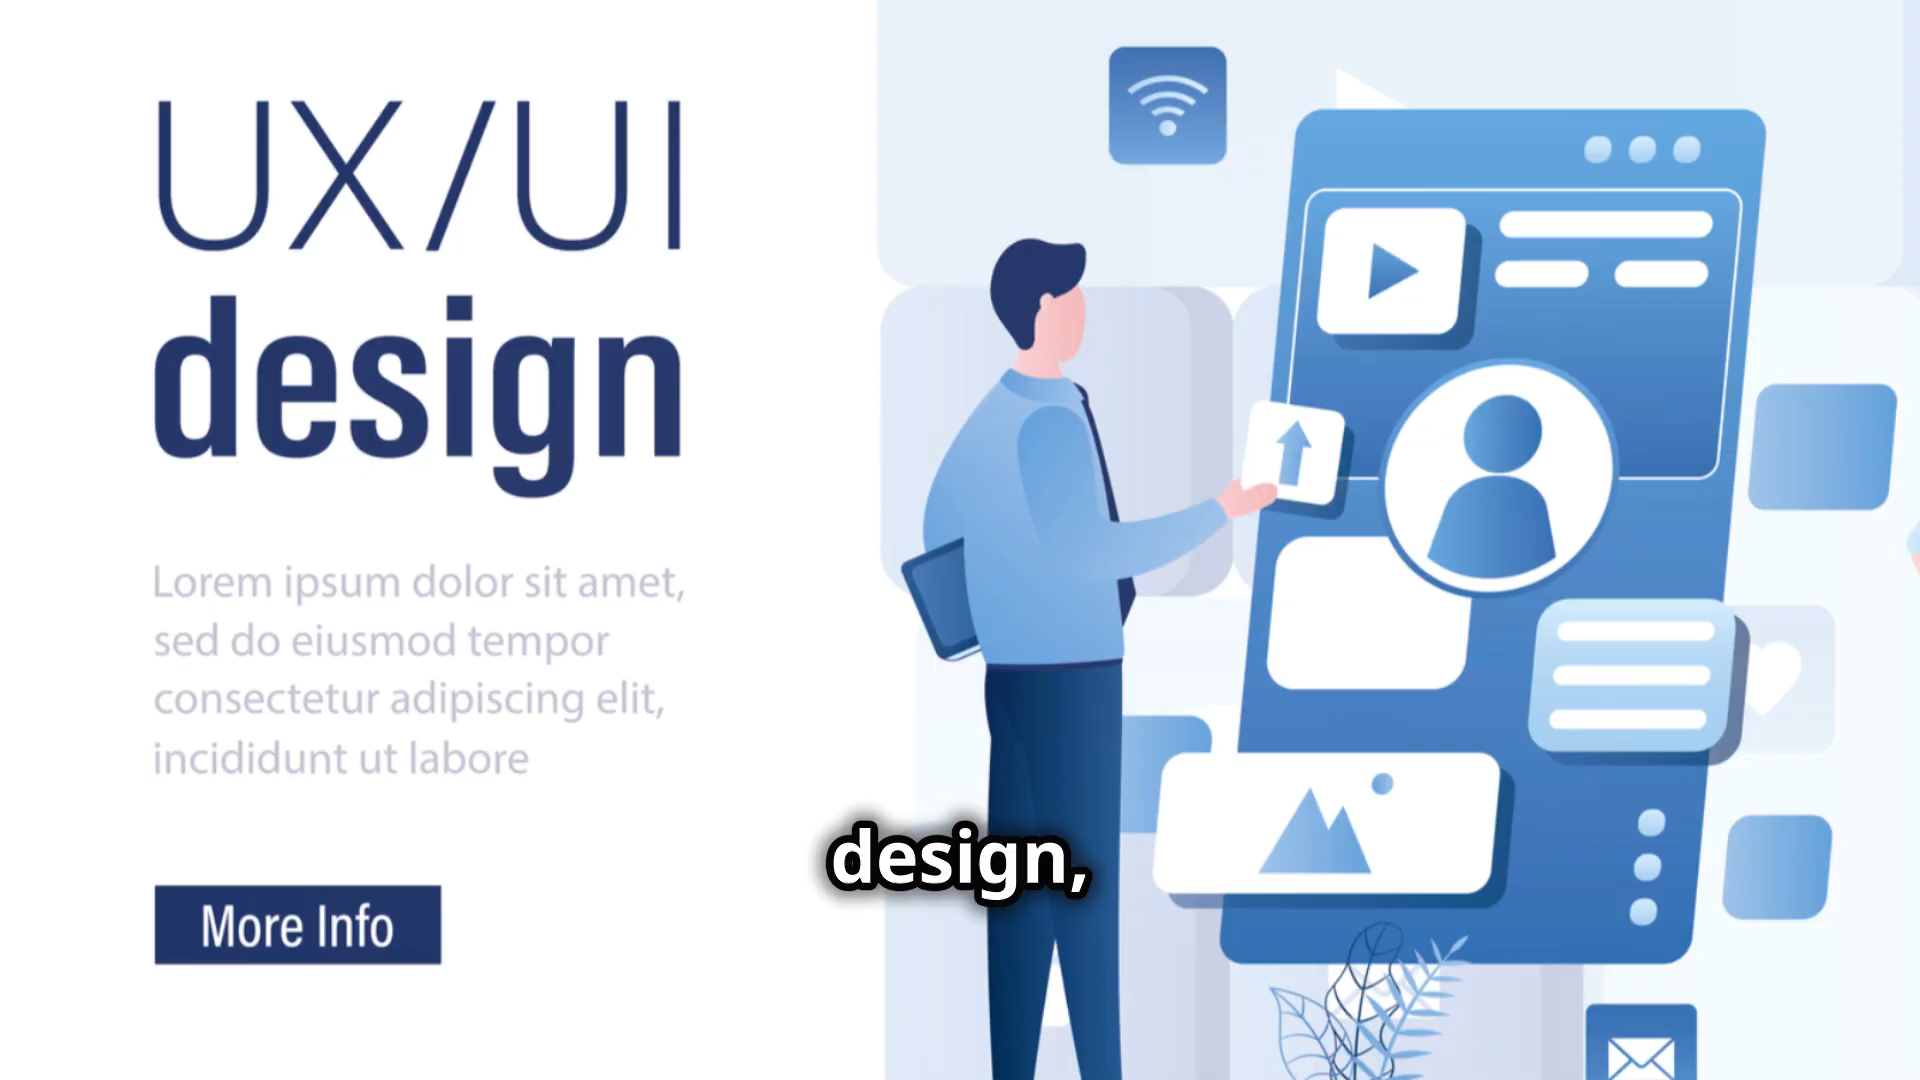 UX/UI
design
Lorem ipsum dolor sit amet,
sed do eiusmod tempor
consectetur adipiscing elit,
incididunt ut labore
design,
More Info